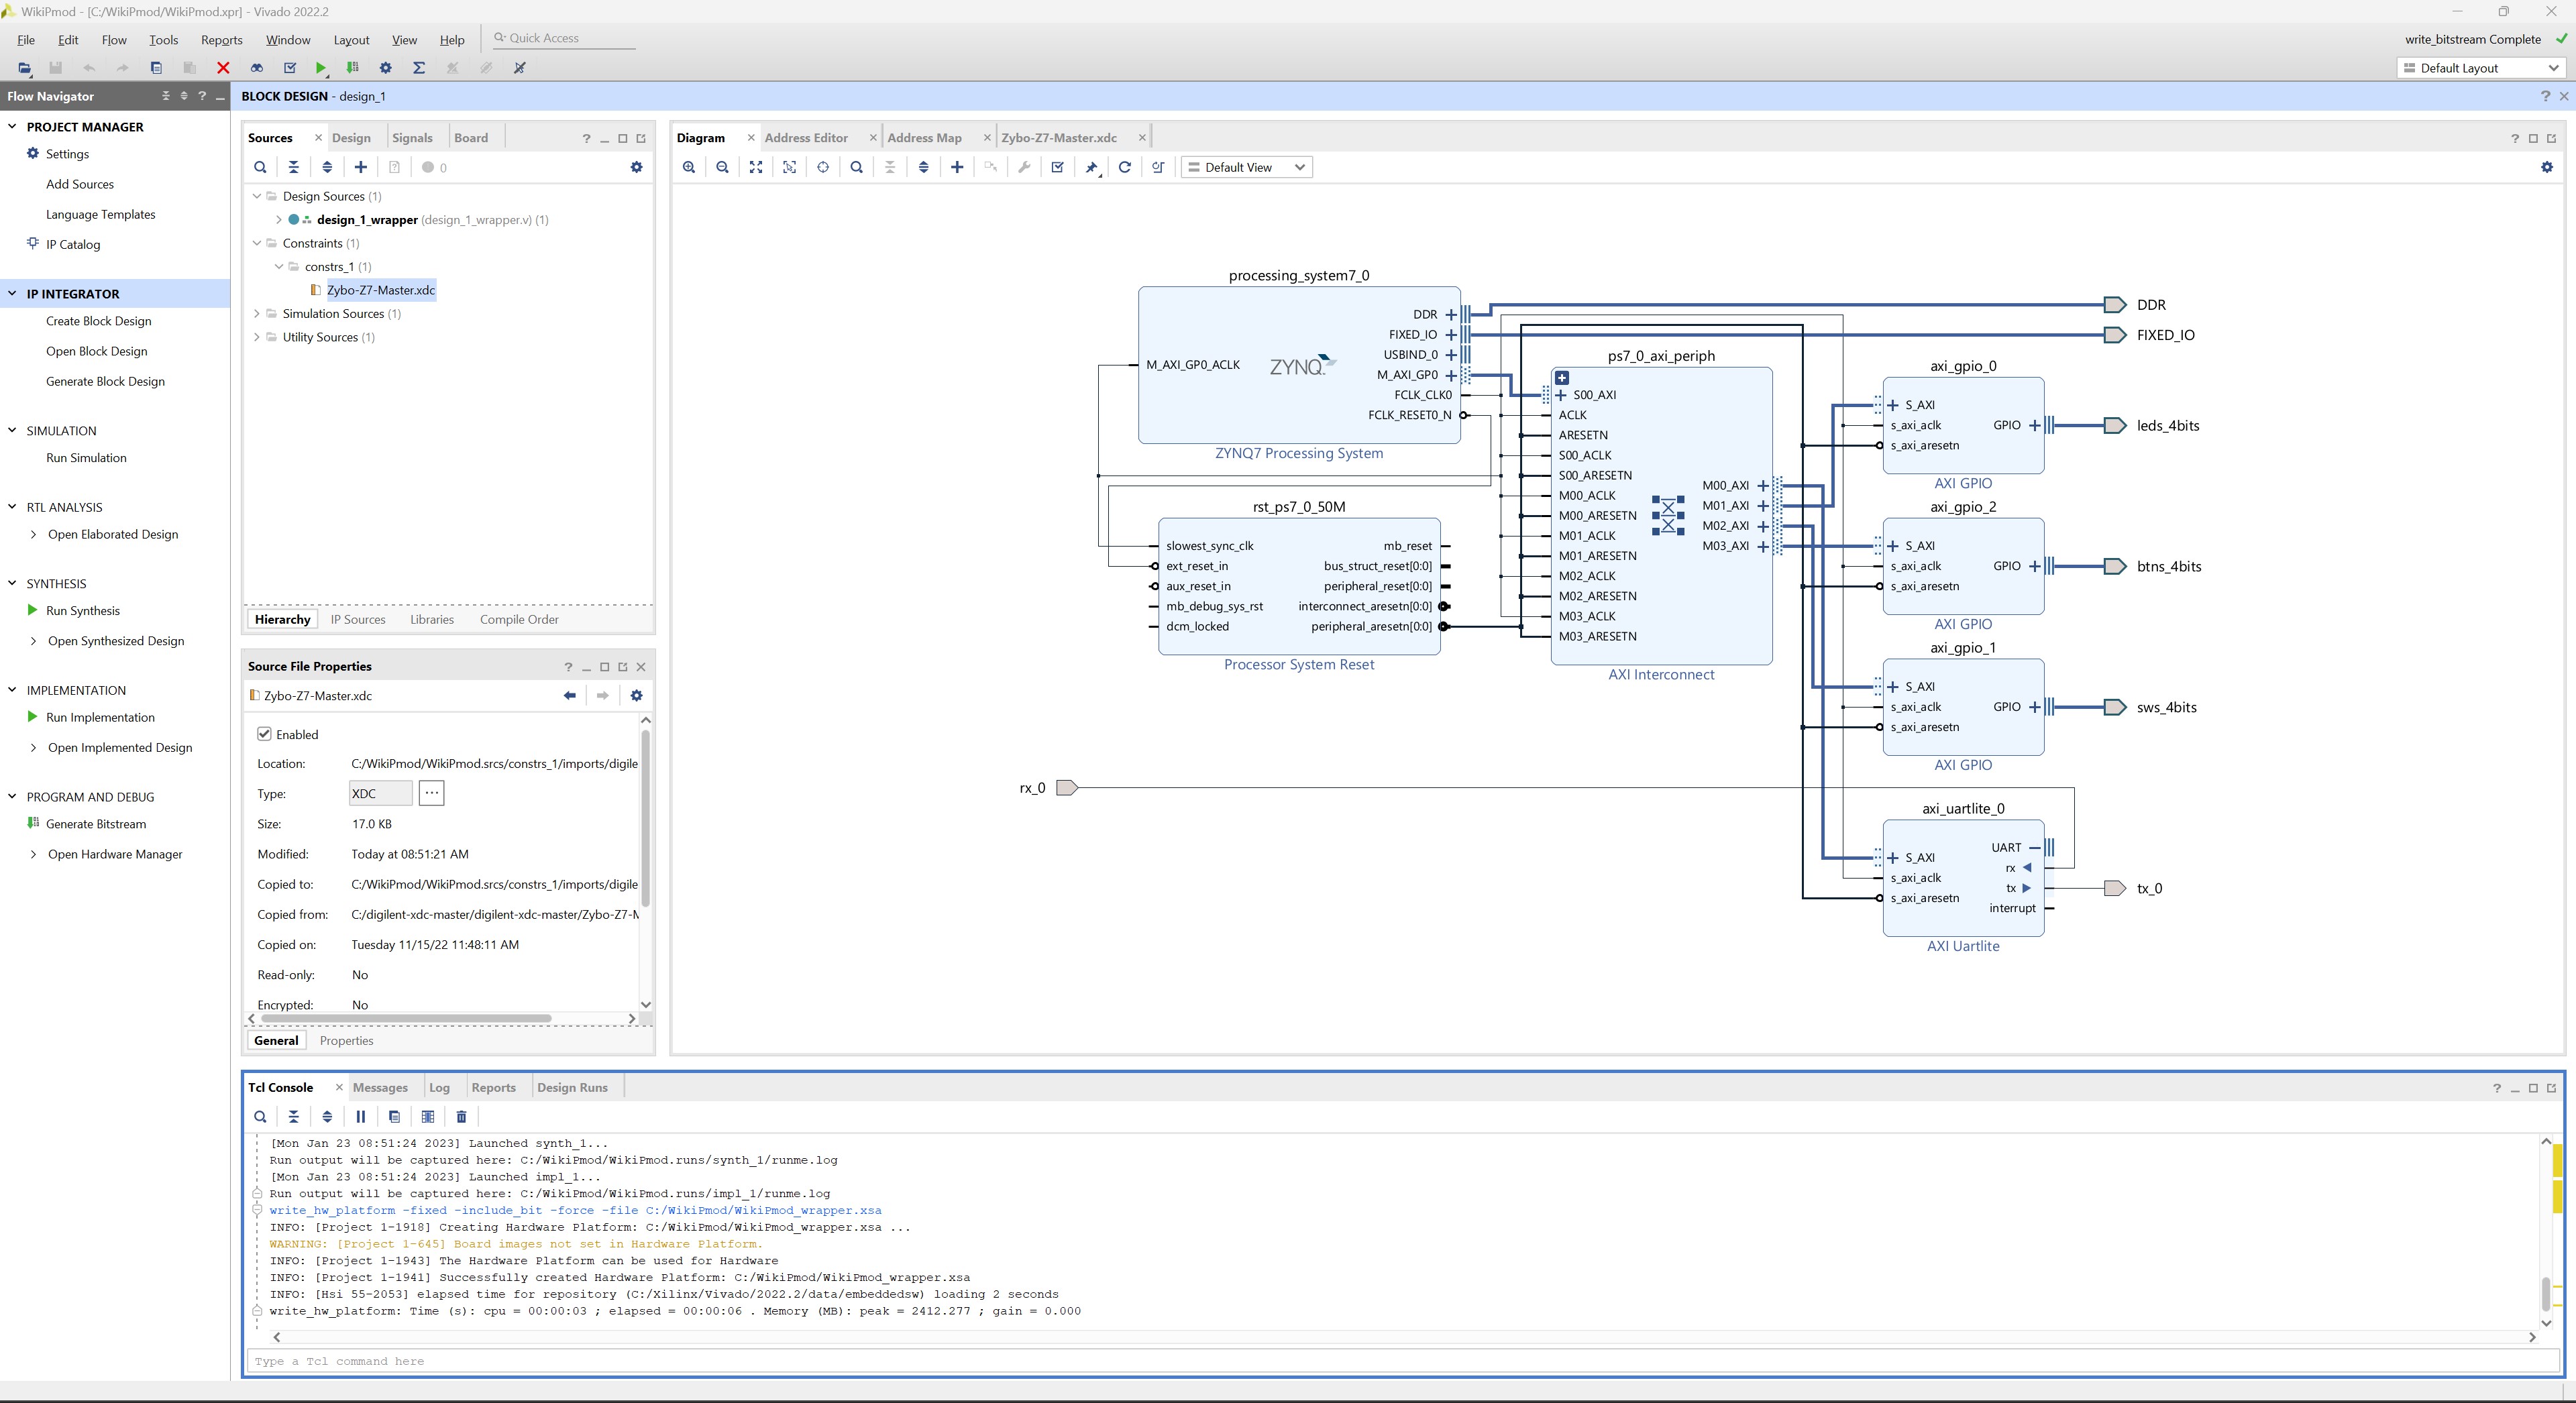 WikiPmod - [C:/WikiPmod/WikiPmod.xpr] - Vivado 2022.2
File Edit Flow Tools Reports Window Layout View Help Quick Access
write_bitstream Complete
Default Layout
Flow Navigator
PROJECT MANAGER
Settings
Add Sources
Language Templates
IP Catalog
IP INTEGRATOR
Create Block Design
Open Block Design
Generate Block Design
SIMULATION
Run Simulation
RTL ANALYSIS
Open Elaborated Design
SYNTHESIS
Run Synthesis
Open Synthesized Design
IMPLEMENTATION
Run Implementation
Open Implemented Design
PROGRAM AND DEBUG
Generate Bitstream
Open Hardware Manager
BLOCK DESIGN - design_1
Sources Design Signals Board
0
Design Sources (1)
design_1_wrapper (design_1_wrapper.v) (1)
Constraints (1)
constrs_1 (1)
Zybo-Z7-Master.xdc
Simulation Sources (1)
Utility Sources (1)
Hierarchy IP Sources Libraries Compile Order
Source File Properties
Zybo-Z7-Master.xdc
Enabled
Location: C:/WikiPmod/WikiPmod.srcs/constrs_1/imports/digile
Type: XDC ...
Size: 17.0 KB
Modified: Today at 08:51:21 AM
Copied to: C:/WikiPmod/WikiPmod.srcs/constrs_1/imports/digile
Copied from: C:/digilent-xdc-master/digilent-xdc-master/Zybo-Z7-M
Copied on: Tuesday 11/15/22 11:48:11 AM
Read-only: No
Encrypted: No
General Properties
Diagram Address Editor Address Map Zybo-Z7-Master.xdc
Default View
processing_system7_0
M_AXI_GP0_ACLK
ZYNQ
DDR
FIXED_IO
USBIND_0
M_AXI_GP0
FCLK_CLK0
FCLK_RESET0_N
ZYNQ7 Processing System
rst_ps7_0_50M
slowest_sync_clk
ext_reset_in
aux_reset_in
mb_debug_sys_rst
dcm_locked
mb_reset
bus_struct_reset[0:0]
peripheral_reset[0:0]
interconnect_aresetn[0:0]
peripheral_aresetn[0:0]
Processor System Reset
ps7_0_axi_periph
S00_AXI
ACLK
ARESETN
S00_ACLK
S00_ARESETN
M00_ACLK
M00_ARESETN
M01_ACLK
M01_ARESETN
M02_ACLK
M02_ARESETN
M03_ACLK
M03_ARESETN
M00_AXI
M01_AXI
M02_AXI
M03_AXI
AXI Interconnect
axi_gpio_0
S_AXI
s_axi_aclk
s_axi_aresetn
GPIO
AXI GPIO
axi_gpio_2
S_AXI
s_axi_aclk
s_axi_aresetn
GPIO
AXI GPIO
axi_gpio_1
S_AXI
s_axi_aclk
s_axi_aresetn
GPIO
AXI GPIO
axi_uartlite_0
S_AXI
s_axi_aclk
s_axi_aresetn
UART
rx
tx
interrupt
AXI Uartlite
DDR
FIXED_IO
leds_4bits
btns_4bits
sws_4bits
rx_0
tx_0
Tcl Console Messages Log Reports Design Runs
[Mon Jan 23 08:51:24 2023] Launched synth_1...
Run output will be captured here: C:/WikiPmod/WikiPmod.runs/synth_1/runme.log
[Mon Jan 23 08:51:24 2023] Launched impl_1...
Run output will be captured here: C:/WikiPmod/WikiPmod.runs/impl_1/runme.log
write_hw_platform -fixed -include_bit -force -file C:/WikiPmod/WikiPmod_wrapper.xsa
INFO: [Project 1-1918] Creating Hardware Platform: C:/WikiPmod/WikiPmod_wrapper.xsa ...
WARNING: [Project 1-645] Board images not set in Hardware Platform.
INFO: [Project 1-1943] The Hardware Platform can be used for Hardware
INFO: [Project 1-1941] Successfully created Hardware Platform: C:/WikiPmod/WikiPmod_wrapper.xsa
INFO: [Hsi 55-2053] elapsed time for repository (C:/Xilinx/Vivado/2022.2/data/embeddedsw) loading 2 seconds
write_hw_platform: Time (s): cpu = 00:00:03 ; elapsed = 00:00:06 . Memory (MB): peak = 2412.277 ; gain = 0.000
Type a Tcl command here